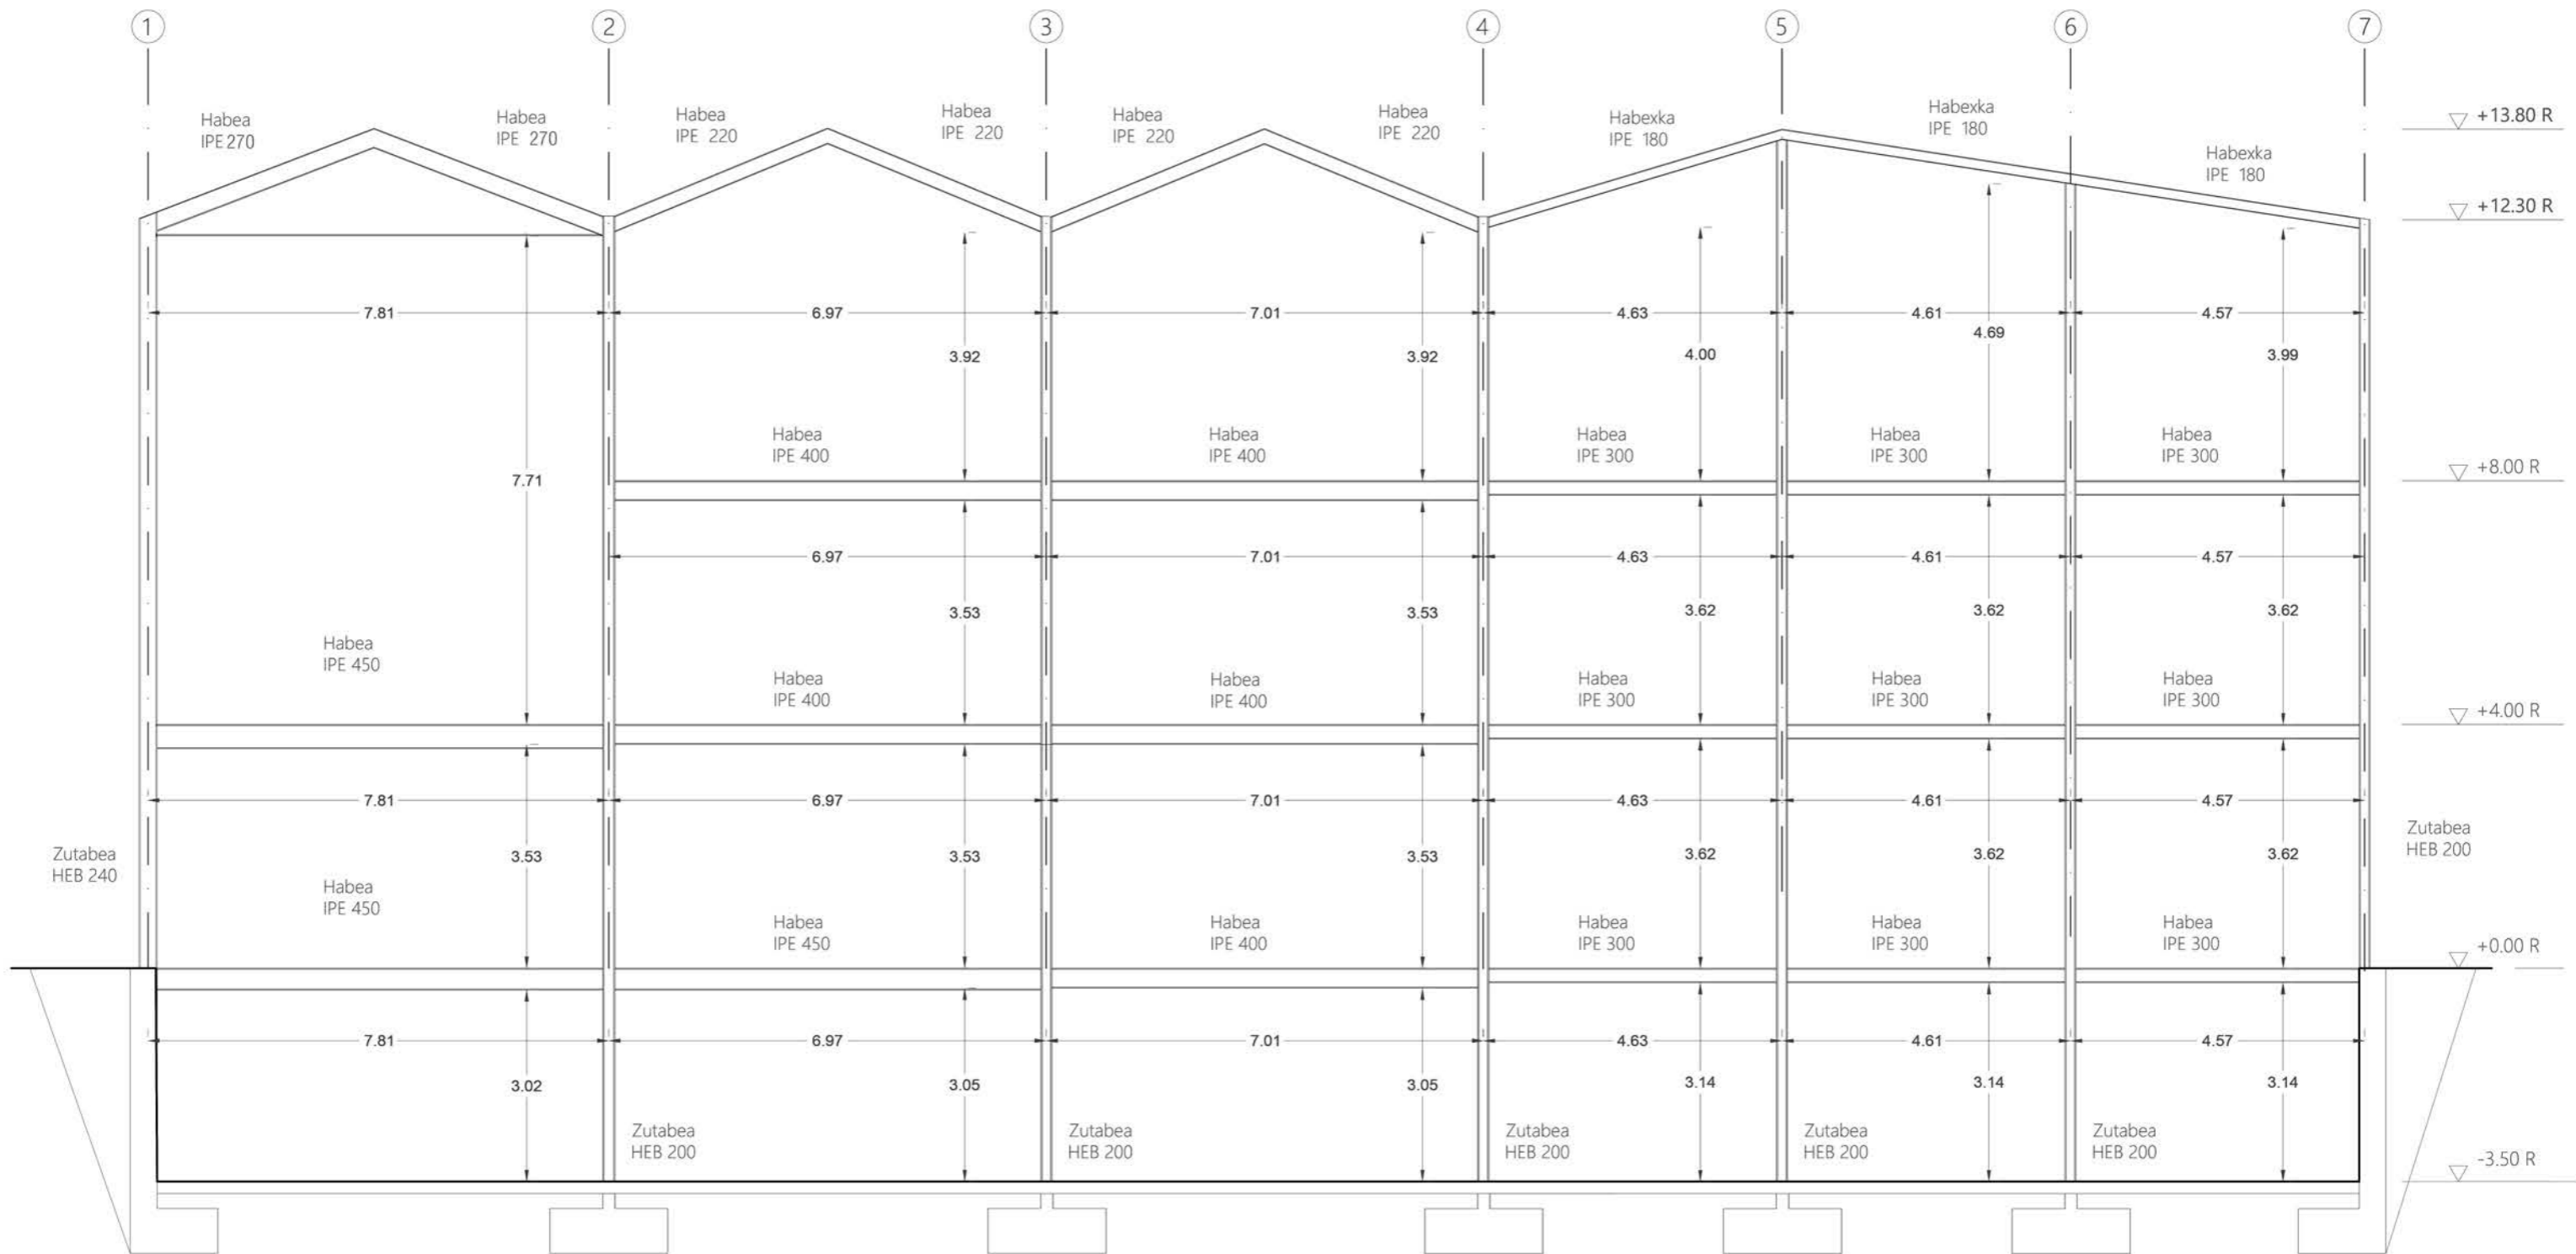 1 2 3 4 5 6 7
Habea
IPE 270
Habea
IPE 270
Habea
IPE 220
Habea
IPE 220
Habea
IPE 220
Habea
IPE 220
Habexka
IPE 180
Habexka
IPE 180
Habexka
IPE 180
+13.80 R
+12.30 R
7.81 6.97 7.01 4.63 4.61 4.57
4.69
3.92 3.92 4.00 3.99
Habea
IPE 400
Habea
IPE 400
Habea
IPE 300
Habea
IPE 300
Habea
IPE 300
+8.00 R
7.71
6.97 7.01 4.63 4.61 4.57
3.53 3.53 3.62 3.62 3.62
Habea
IPE 450
Habea
IPE 400
Habea
IPE 400
Habea
IPE 300
Habea
IPE 300
Habea
IPE 300
+4.00 R
7.81 6.97 7.01 4.63 4.61 4.57
Zutabea
HEB 240
3.53 3.53 3.53 3.62 3.62 3.62
Zutabea
HEB 200
Habea
IPE 450
Habea
IPE 450
Habea
IPE 400
Habea
IPE 300
Habea
IPE 300
Habea
IPE 300
+0.00 R
7.81 6.97 7.01 4.63 4.61 4.57
3.02 3.05 3.05 3.14 3.14 3.14
Zutabea
HEB 200
Zutabea
HEB 200
Zutabea
HEB 200
Zutabea
HEB 200
Zutabea
HEB 200
-3.50 R